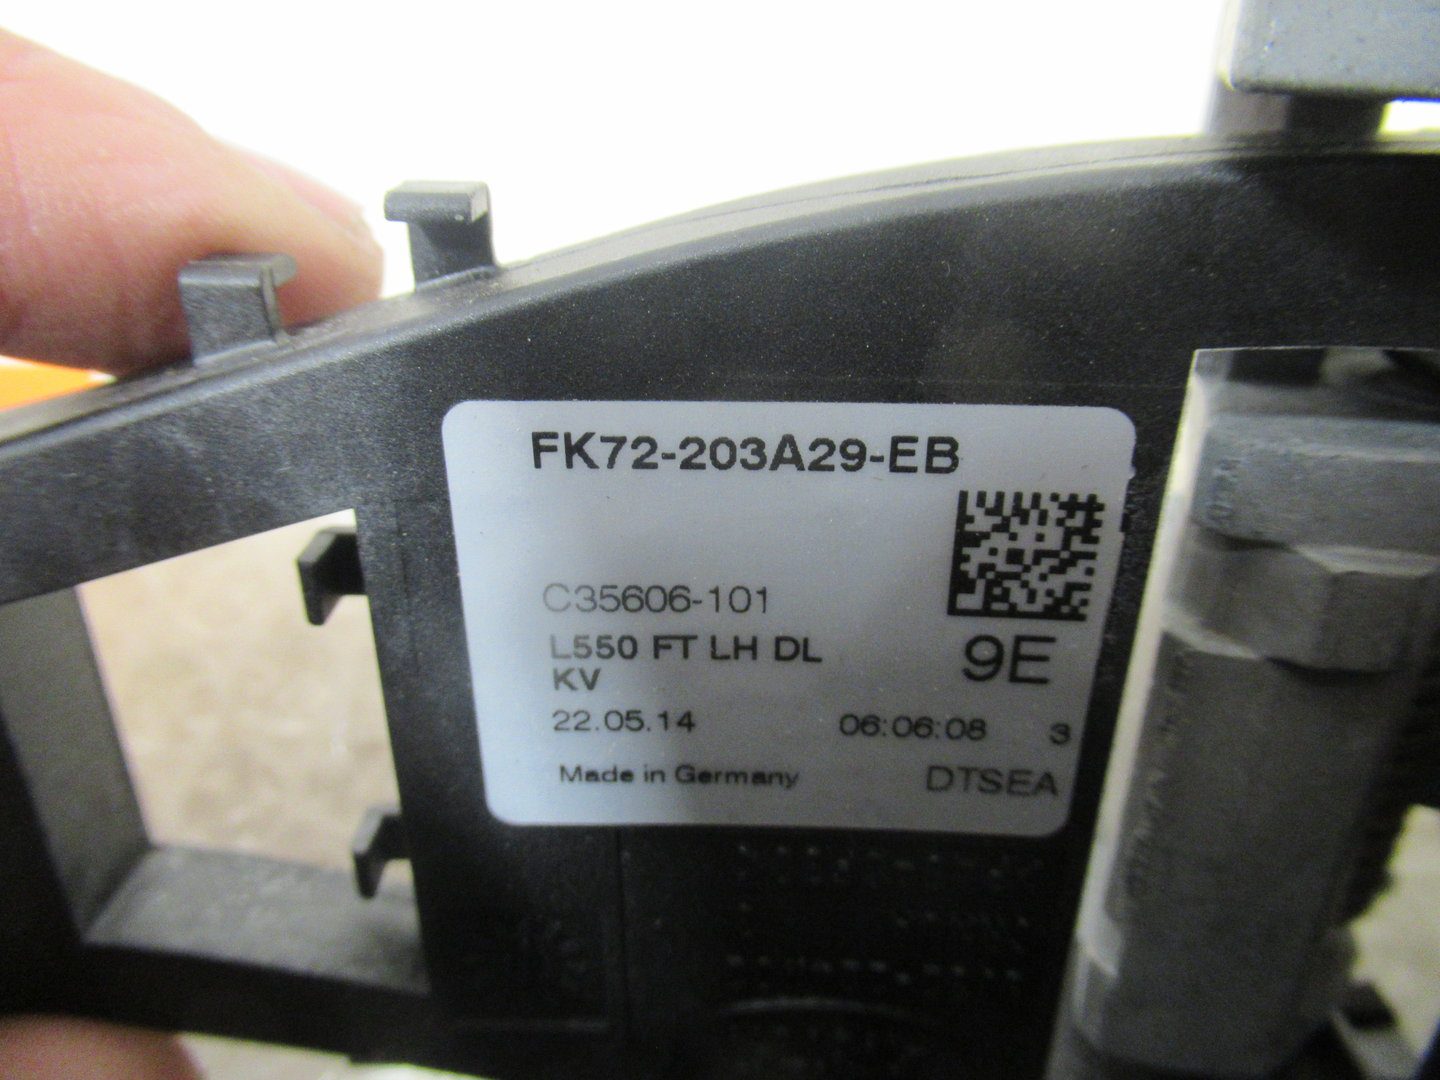 FK72-203A29-EB
C35606-101
L550 FT LH DL
KV
9E
22.05.14 06:06:08 3
Made in Germany DTSEA